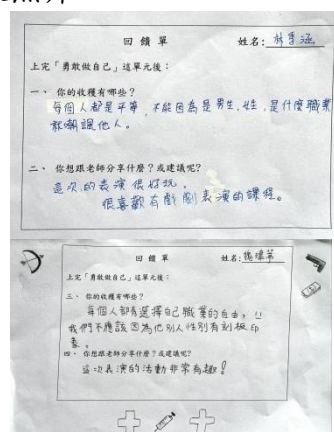 回饋單 姓名：林季涵
上完「勇敢做自己」這單元後：
一、你的收穫有哪些？
每個人都是平等，不能因為是男生、女生，是什麼職業
就嘲諷他人。
二、你想跟老師分享什麼？或建議呢？
這次的表演很好玩，
很喜歡有戲劇表演的課程。
回饋單 姓名：
上完「勇敢做自己」這單元後：
三、你的收穫有哪些？
每個人都有選擇自己職業的自由，
我們不應該因為他別人性別有刻板印
象。
四、你想跟老師分享什麼？或建議呢？
這次表演的活動非常有趣！